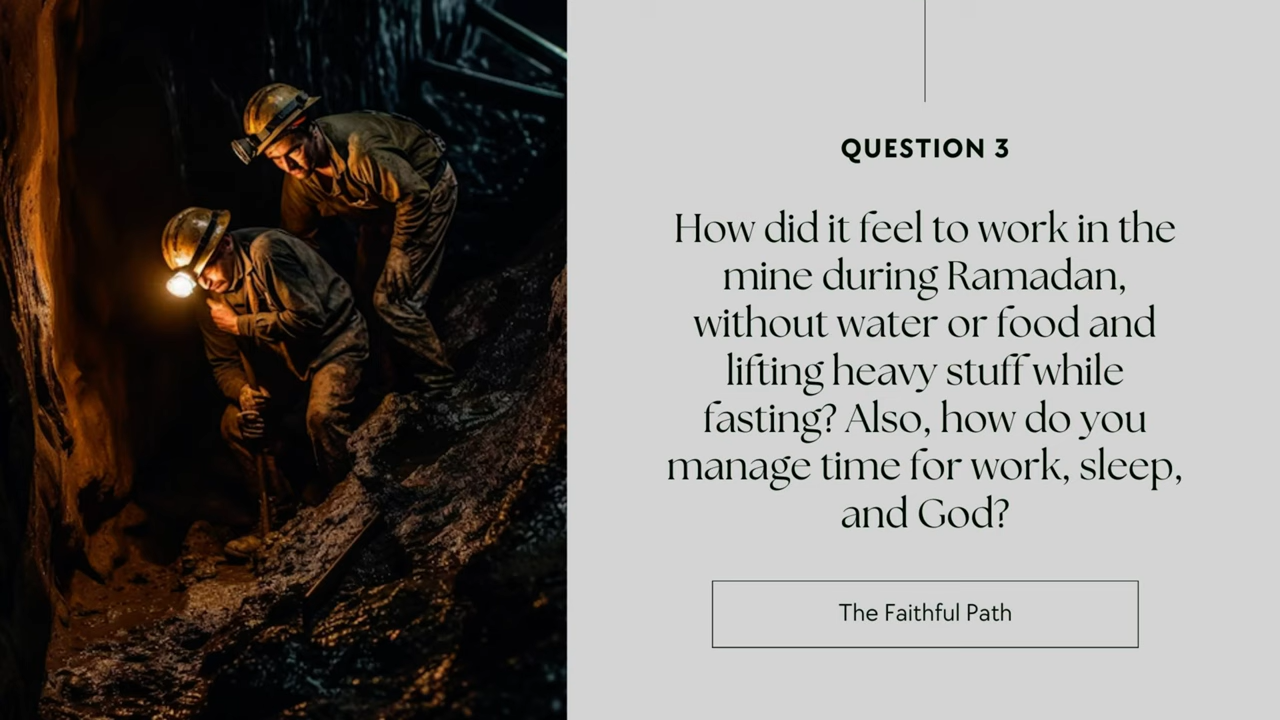 QUESTION 3
How did it feel to work in the
mine during Ramadan,
without water or food and
lifting heavy stuff while
fasting? Also, how do you
manage time for work, sleep,
and God?
The Faithful Path